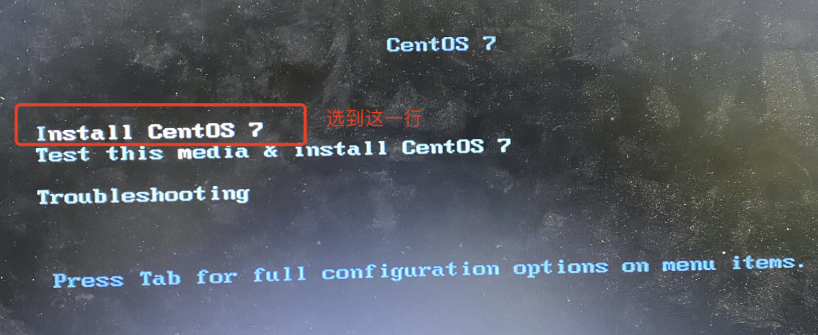 CentOS 7
Install CentOS 7
选到这一行
Test this media & install CentOS 7
Troubleshooting
Press Tab for full configuration options on menu items.